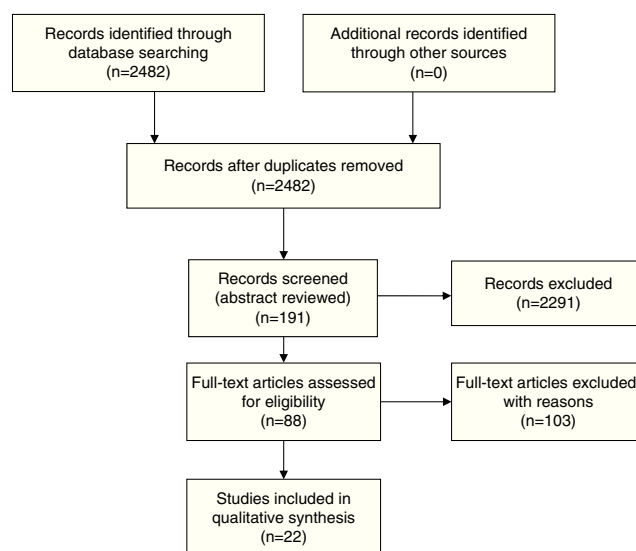 Records identified through
database searching
(n=2482)
Additional records identified
through other sources
(n=0)
Records after duplicates removed
(n=2482)
Records screened
(abstract reviewed)
(n=191)
Records excluded
(n=2291)
Full-text articles assessed
for eligibility
(n=88)
Full-text articles excluded
with reasons
(n=103)
Studies included in
qualitative synthesis
(n=22)